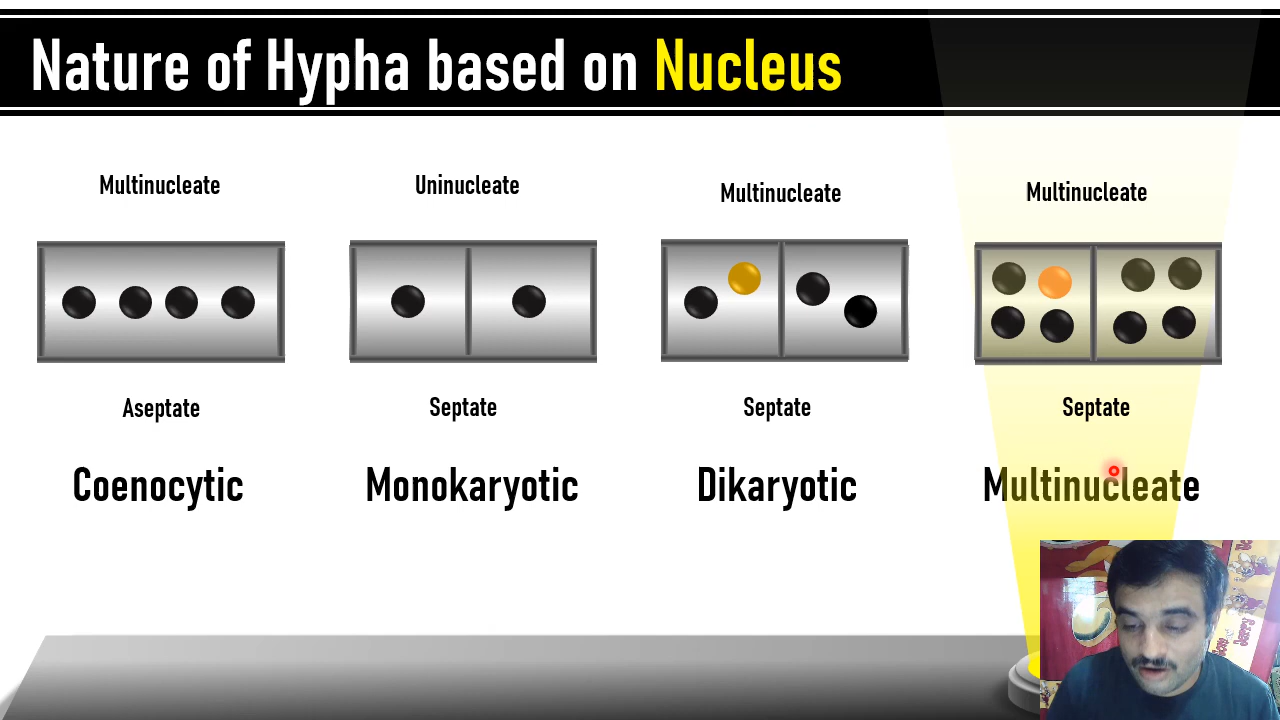 Nature of Hypha based on Nucleus
Multinucleate
Uninucleate
Multinucleate
Multinucleate
Aseptate
Septate
Septate
Septate
Coenocytic
Monokaryotic
Dikaryotic
Multinucleate